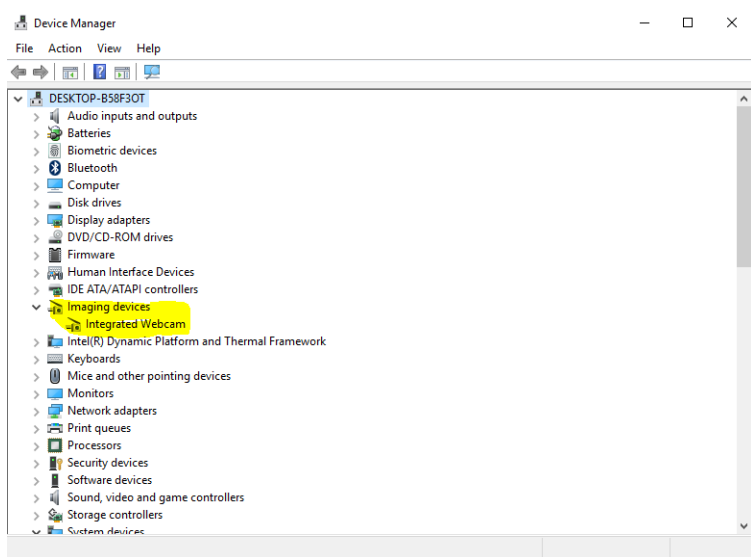 Device Manager
File Action View Help
DESKTOP-B58F3OT
Audio inputs and outputs
Batteries
Biometric devices
Bluetooth
Computer
Disk drives
Display adapters
DVD/CD-ROM drives
Firmware
Human Interface Devices
IDE ATA/ATAPI controllers
Imaging devices
Integrated Webcam
Intel(R) Dynamic Platform and Thermal Framework
Keyboards
Mice and other pointing devices
Monitors
Network adapters
Print queues
Processors
Security devices
Software devices
Sound, video and game controllers
Storage controllers
System devices